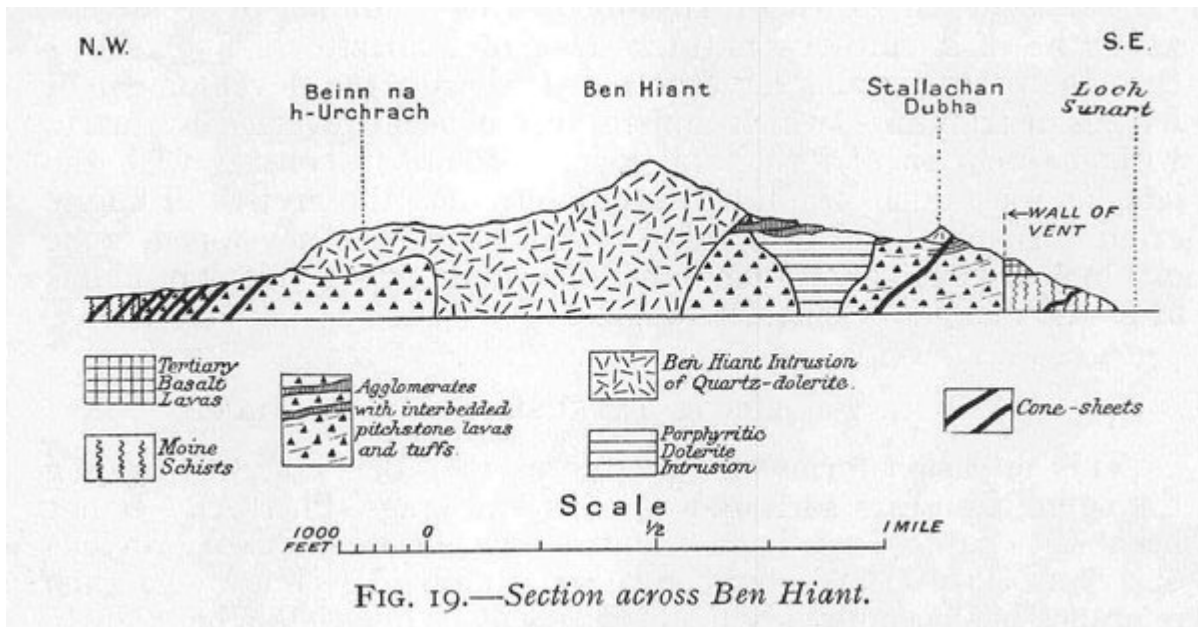 N.W.
S.E.
Beinn na
h-Urchrach
Ben Hiant
Stallachan
Dubha
Loch
Sunart
←WALL OF
VENT
Tertiary
Basalt
Lavas
Moine
Schists
Agglomerates
with interbedded
pitchstone lavas
and tuffs.
Ben Hiant Intrusion
of Quartz-dolerite.
Porphyritic
Dolerite
Intrusion
Cone-sheets
Scale
1000
FEET
0
½
1 MILE
FIG. 19.—Section across Ben Hiant.